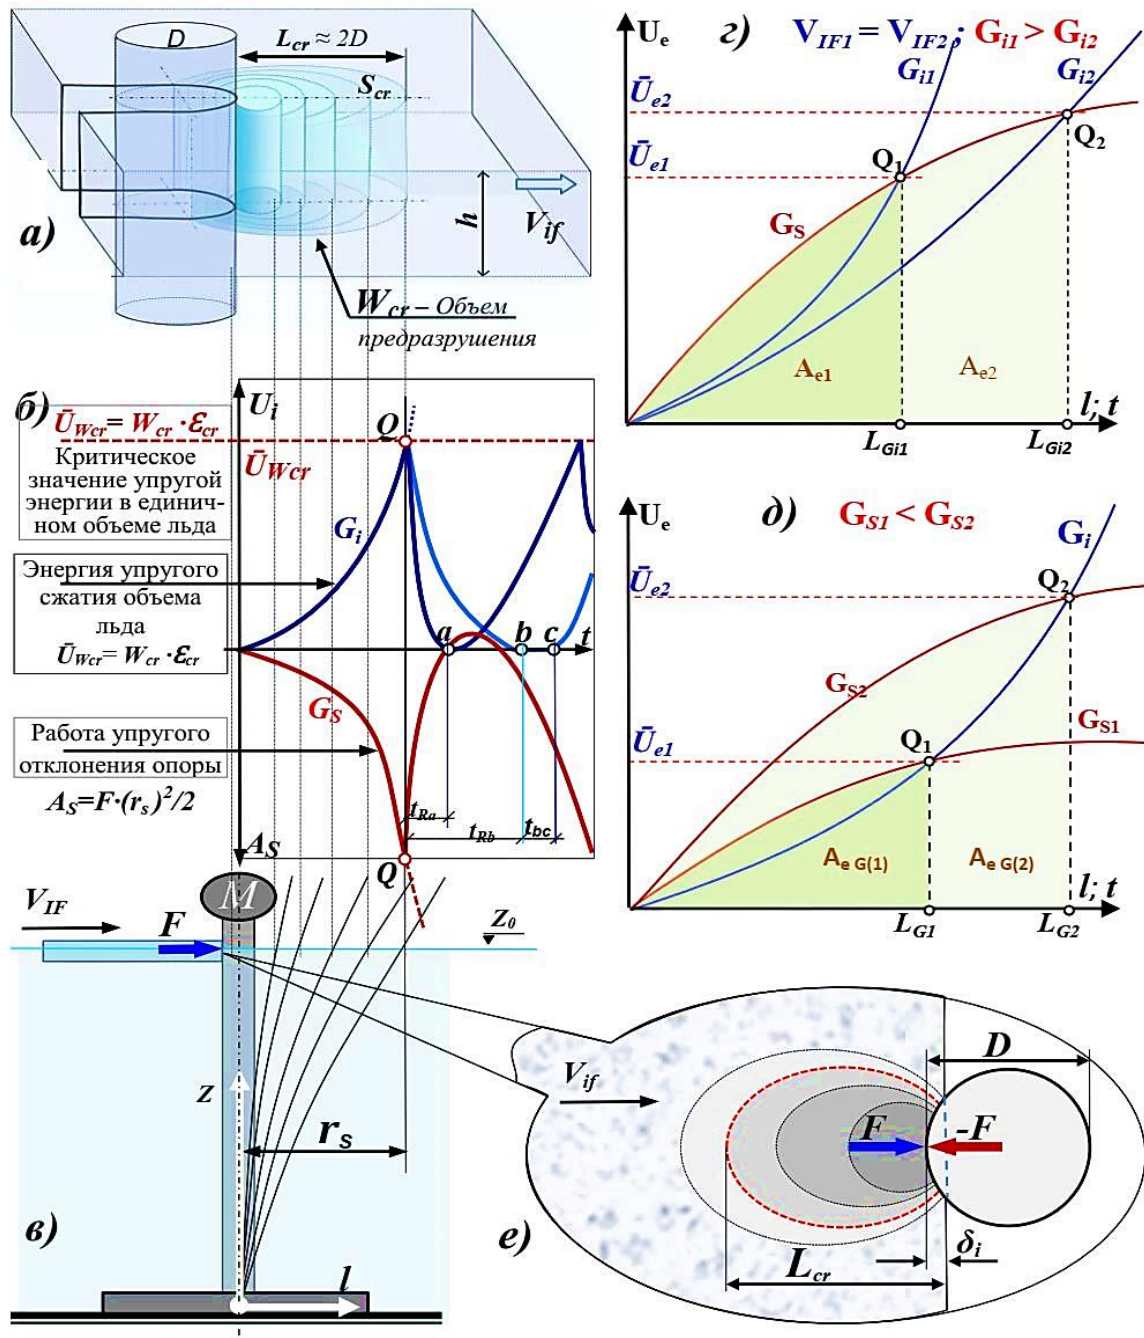 D
L_cr ≈ 2D
S_cr
h
V_if
а)
W_cr – Объем
предразрушения
б)
U_i
Ū_Wcr = W_cr · Ɛ_cr
Критическое
значение упругой
энергии в единич-
ном объеме льда
Q
Ū_Wcr
G_i
Энергия упругого
сжатия объема
льда
Ū_Wcr = W_cr · Ɛ_cr
a
b
c
t
G_S
Работа упругого
отклонения опоры
A_S=F·(r_s)²/2
t_Ra
t_Rb
t_bc
A_S
Q
M
V_IF
F
Z_0
z
r_s
в)
l
U_e
г)
V_IF1 = V_IF2; G_i1 > G_i2
G_i1
G_i2
Ū_e2
Ū_e1
Q_1
Q_2
G_S
A_e1
A_e2
l; t
L_Gi1
L_Gi2
U_e
д)
G_S1 < G_S2
G_i
Ū_e2
Q_2
G_S2
G_S1
Ū_e1
Q_1
A_e G(1)
A_e G(2)
l; t
L_G1
L_G2
D
V_if
F
-F
е)
δ_i
L_cr